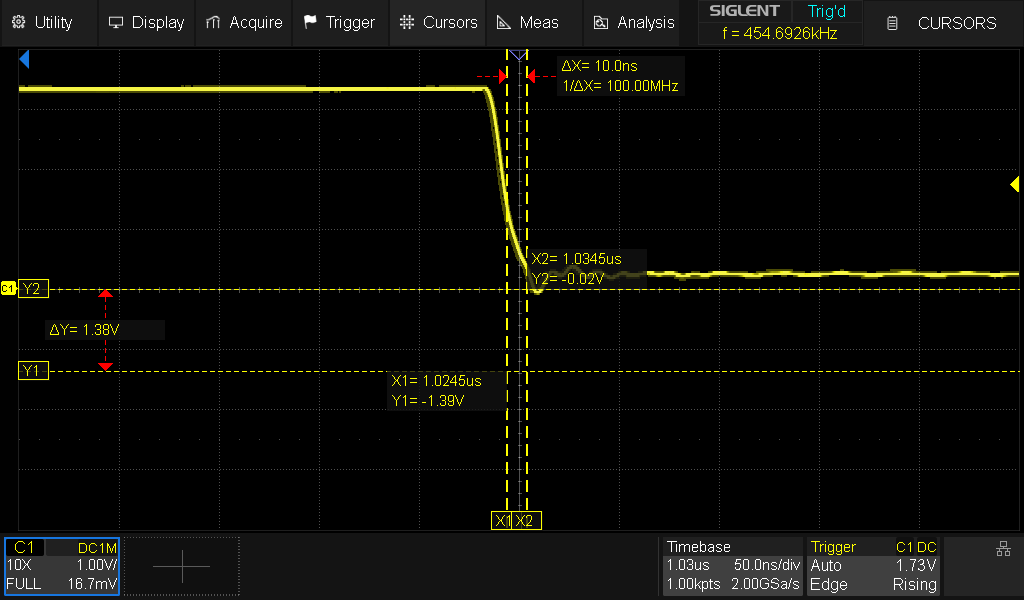 Utility Display Acquire Trigger Cursors Meas Analysis SIGLENT Trig'd CURSORS
f = 454.6926kHz
ΔX= 10.0ns
1/ΔX= 100.00MHz
X2= 1.0345us
Y2= -0.02V
C1 Y2
ΔY= 1.38V
Y1
X1= 1.0245us
Y1= -1.39V
X1 X2
C1 DC1M
10X 1.00V/
FULL 16.7mV
Timebase
1.03us 50.0ns/div
1.00kpts 2.00GSa/s
Trigger C1 DC
Auto 1.73V
Edge Rising